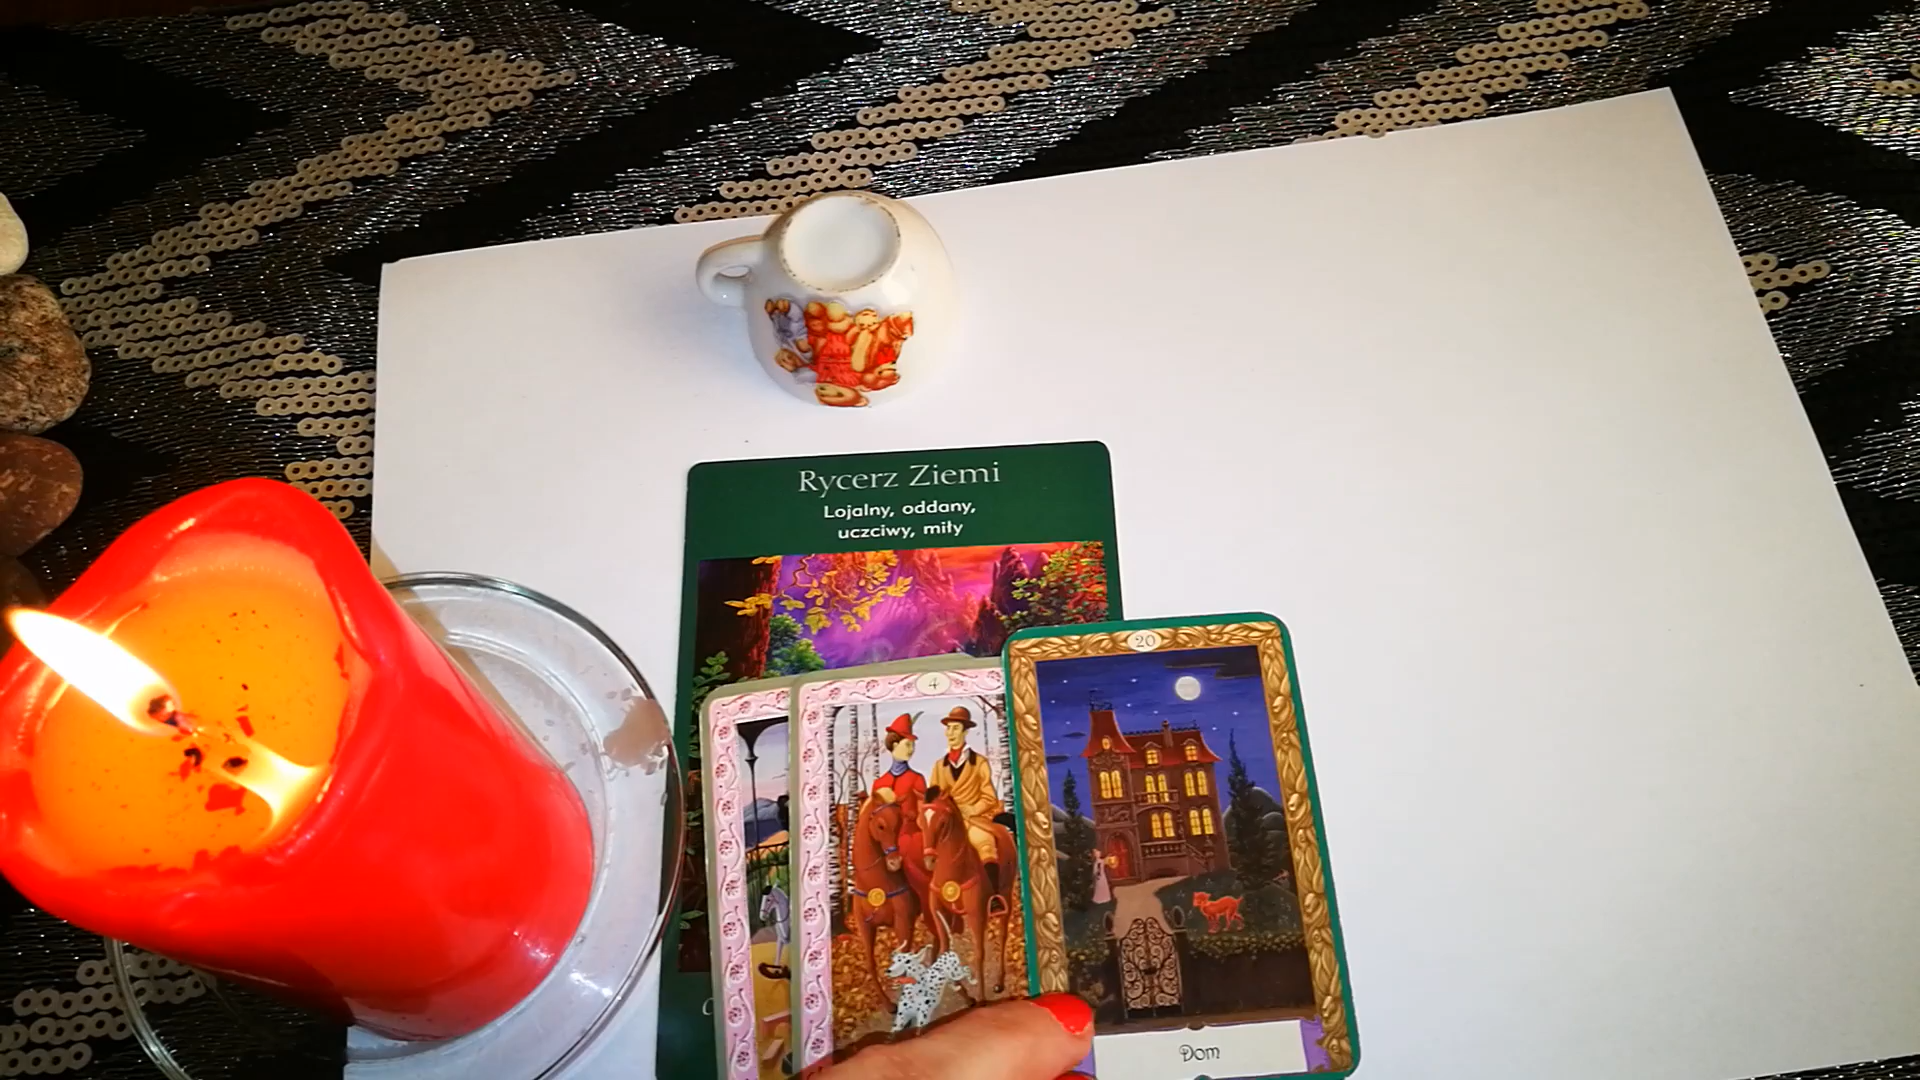 Rycerz Ziemi
Lojalny, oddany,
uczciwy, miły
4
20
Dom